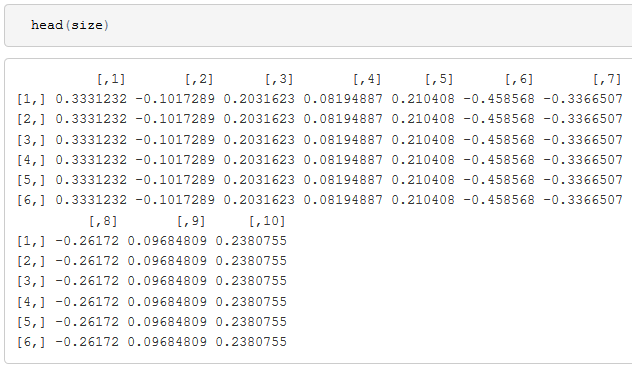 head(size)
[,1] [,2] [,3] [,4] [,5] [,6] [,7]
[1,] 0.3331232 -0.1017289 0.2031623 0.08194887 0.210408 -0.458568 -0.3366507
[2,] 0.3331232 -0.1017289 0.2031623 0.08194887 0.210408 -0.458568 -0.3366507
[3,] 0.3331232 -0.1017289 0.2031623 0.08194887 0.210408 -0.458568 -0.3366507
[4,] 0.3331232 -0.1017289 0.2031623 0.08194887 0.210408 -0.458568 -0.3366507
[5,] 0.3331232 -0.1017289 0.2031623 0.08194887 0.210408 -0.458568 -0.3366507
[6,] 0.3331232 -0.1017289 0.2031623 0.08194887 0.210408 -0.458568 -0.3366507
[,8] [,9] [,10]
[1,] -0.26172 0.09684809 0.2380755
[2,] -0.26172 0.09684809 0.2380755
[3,] -0.26172 0.09684809 0.2380755
[4,] -0.26172 0.09684809 0.2380755
[5,] -0.26172 0.09684809 0.2380755
[6,] -0.26172 0.09684809 0.2380755